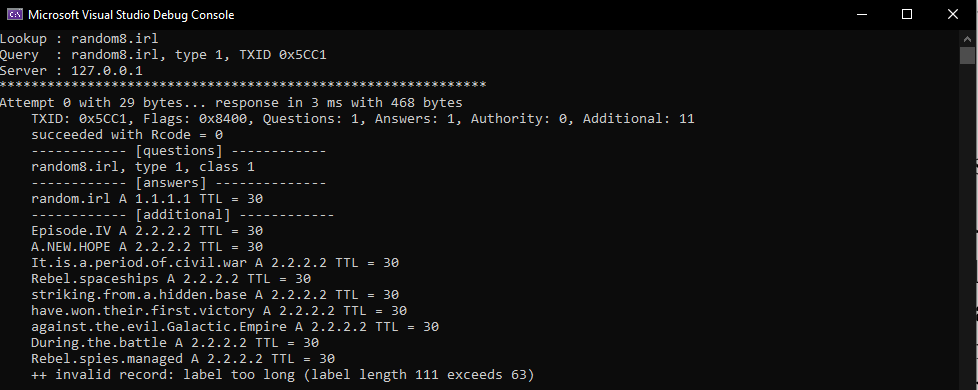 Microsoft Visual Studio Debug Console
Lookup : random8.irl
Query  : random8.irl, type 1, TXID 0x5CC1
Server : 127.0.0.1
*************************************************************
Attempt 0 with 29 bytes... response in 3 ms with 468 bytes
    TXID: 0x5CC1, Flags: 0x8400, Questions: 1, Answers: 1, Authority: 0, Additional: 11
    succeeded with Rcode = 0
    ------------ [questions] ------------
    random8.irl, type 1, class 1
    ------------ [answers] --------------
    random.irl A 1.1.1.1 TTL = 30
    ------------ [additional] ------------
    Episode.IV A 2.2.2.2 TTL = 30
    A.NEW.HOPE A 2.2.2.2 TTL = 30
    It.is.a.period.of.civil.war A 2.2.2.2 TTL = 30
    Rebel.spaceships A 2.2.2.2 TTL = 30
    striking.from.a.hidden.base A 2.2.2.2 TTL = 30
    have.won.their.first.victory A 2.2.2.2 TTL = 30
    against.the.evil.Galactic.Empire A 2.2.2.2 TTL = 30
    During.the.battle A 2.2.2.2 TTL = 30
    Rebel.spies.managed A 2.2.2.2 TTL = 30
    ++ invalid record: label too long (label length 111 exceeds 63)